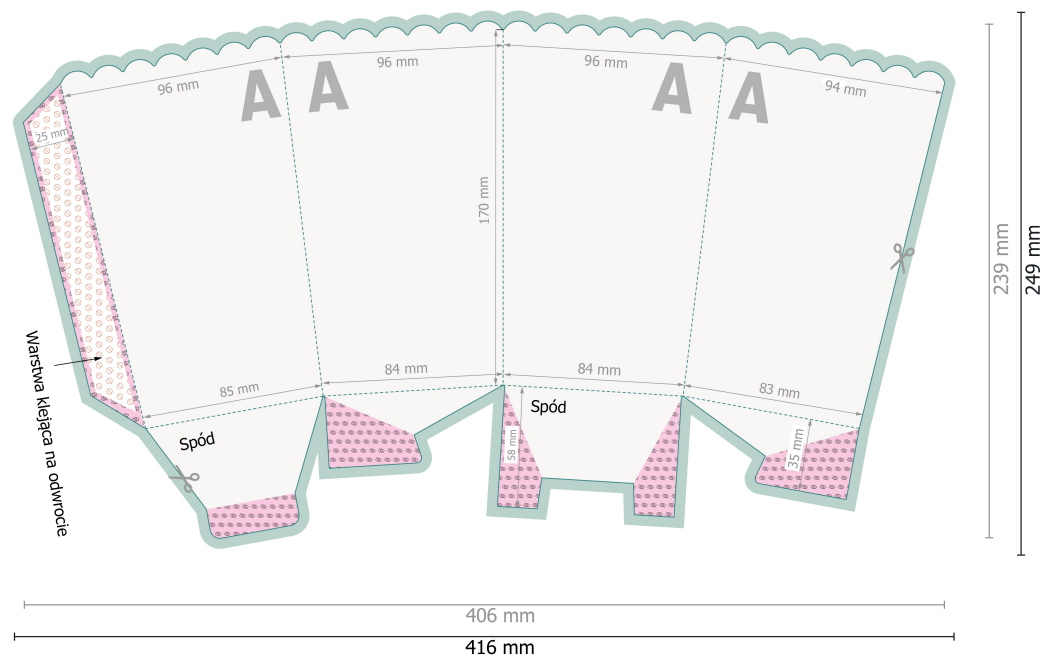 A A A A
96 mm
96 mm
96 mm
94 mm
25 mm
170 mm
239 mm
249 mm
Warstwa klejąca na odwrocie
85 mm
84 mm
84 mm
83 mm
Spód
Spód
58 mm
35 mm
406 mm
416 mm